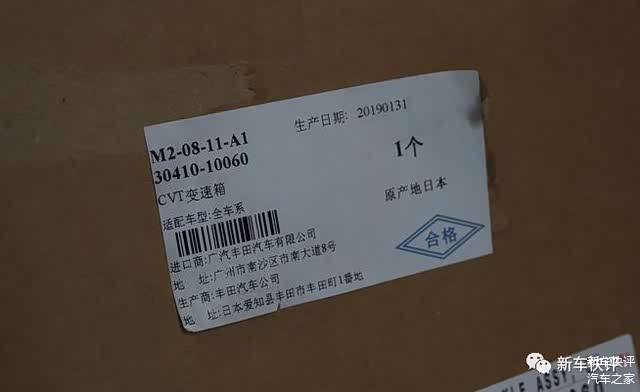 M2-08-11-A1
30410-10060
CVT变速箱
适配车型:全车系
生产日期: 20190131
1个
原产地日本
合格
进口商:广汽丰田汽车有限公司
地 址:广州市南沙区市南大道8号
生产商:丰田汽车公司
地 址:日本爱知县丰田市丰田町1番地
新车快评
汽车之家
ASSY,